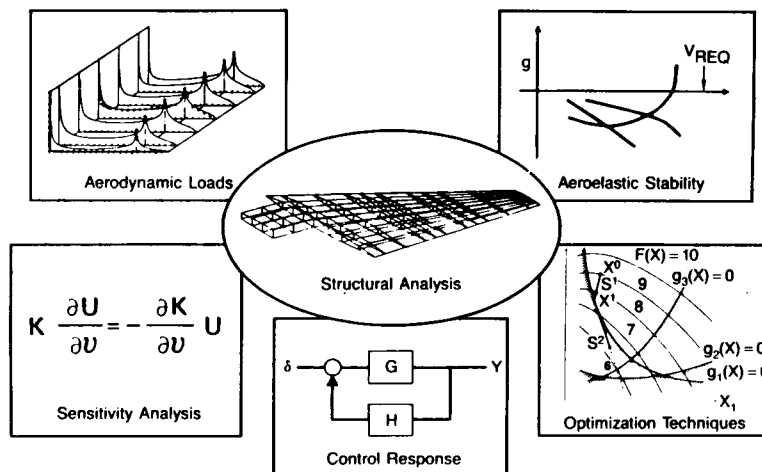 Aerodynamic Loads
g
V_REQ
Aeroelastic Stability
Structural Analysis
K ∂U/∂v = - ∂K/∂v U
Sensitivity Analysis
δ
G
Y
H
Control Response
F(X) = 10
X⁰
S¹
9
g₃(X) = 0
X¹
8
7
S²
6
g₂(X) = 0
g₁(X) = 0
X₁
Optimization Techniques